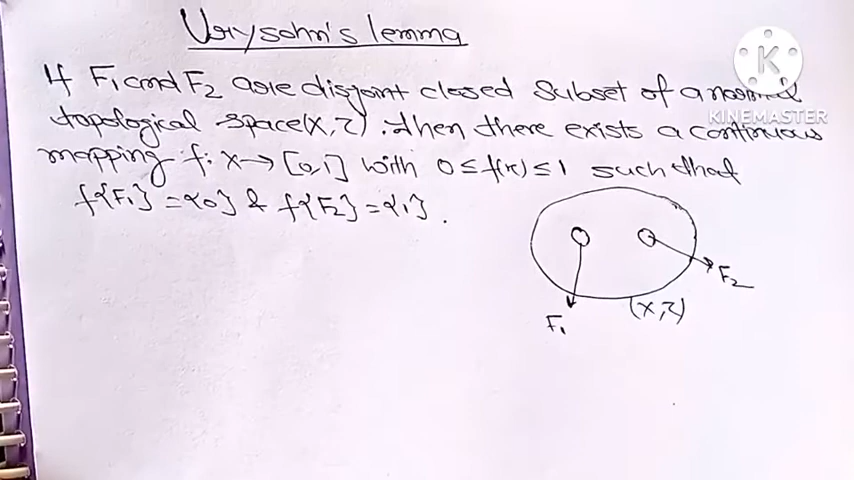 Urysohn's lemma
If F₁ and F₂ are disjoint closed subset of a normal
topological space (X,τ). then there exists a continuous
mapping f: X → [0,1] with 0 ≤ f(x) ≤ 1 such that
f{F₁} = {0} & f{F₂} = {1}.
F₂
(X,τ)
F₁
K
KINEMASTER